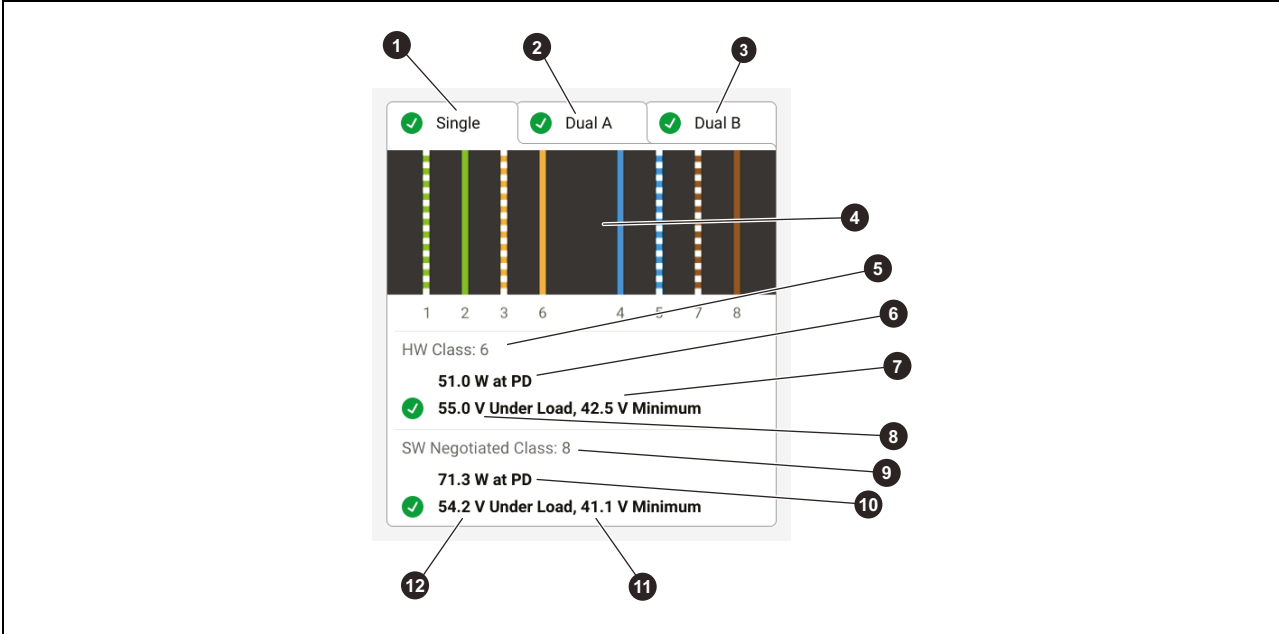 1 2 3
Single Dual A Dual B
4
5
1 2 3 6 4 5 7 8
6
HW Class: 6
7
51.0 W at PD
55.0 V Under Load, 42.5 V Minimum
8
SW Negotiated Class: 8
9
71.3 W at PD
10
54.2 V Under Load, 41.1 V Minimum
12 11